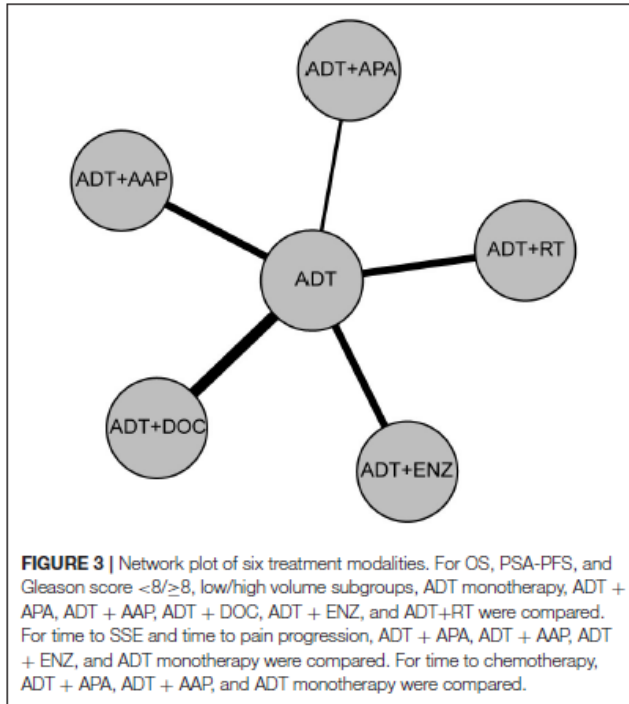 ADT+APA
ADT+AAP
ADT+RT
ADT
ADT+DOC
ADT+ENZ
FIGURE 3 | Network plot of six treatment modalities. For OS, PSA-PFS, and
Gleason score <8/≥8, low/high volume subgroups, ADT monotherapy, ADT +
APA, ADT + AAP, ADT + DOC, ADT + ENZ, and ADT+RT were compared.
For time to SSE and time to pain progression, ADT + APA, ADT + AAP, ADT
+ ENZ, and ADT monotherapy were compared. For time to chemotherapy,
ADT + APA, ADT + AAP, and ADT monotherapy were compared.